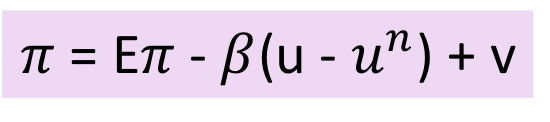 π = Eπ - β(u - uⁿ) + v